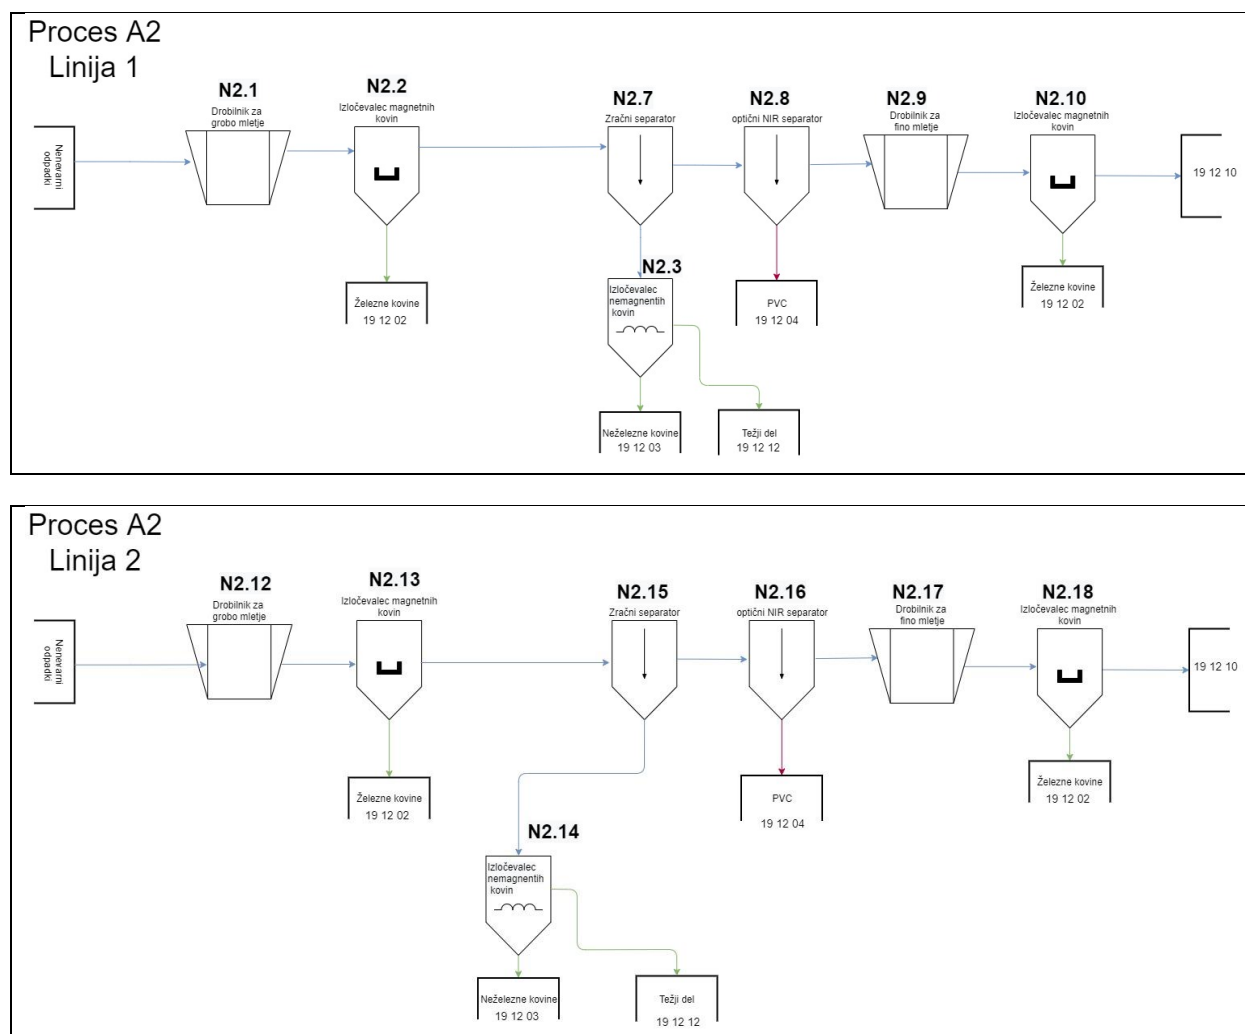 Proces A2
Linija 1
N2.1
Drobilnik za
grobo mletje
N2.2
Izločevalec magnetnih
kovin
N2.7
Zračni separator
N2.8
optični NIR separator
N2.9
Drobilnik za
fino mletje
N2.10
Izločevalec magnetnih
kovin
Nenevarni
odpadki
19 12 10
N2.3
Izločevalec
nemagnentih
kovin
Železne kovine
19 12 02
PVC
19 12 04
Železne kovine
19 12 02
Neželezne kovine
19 12 03
Težji del
19 12 12
Proces A2
Linija 2
N2.12
Drobilnik za
grobo mletje
N2.13
Izločevalec magnetnih
kovin
N2.15
Zračni separator
N2.16
optični NIR separator
N2.17
Drobilnik za
fino mletje
N2.18
Izločevalec magnetnih
kovin
Nenevarni
odpadki
19 12 10
Železne kovine
19 12 02
PVC
19 12 04
Železne kovine
19 12 02
N2.14
Izločevalec
nemagnentih
kovin
Neželezne kovine
19 12 03
Težji del
19 12 12